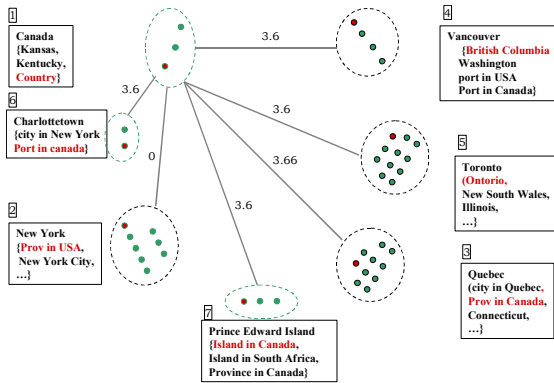 1
Canada
{Kansas,
Kentucky,
Country}
3.6
4
Vancouver
{British Columbia
Washington
port in USA
Port in Canada}
6
3.6
Charlottetown
{city in New York
Port in canada}
3.6
5
Toronto
(Ontorio,
New South Wales,
Illinois,
...}
0
3.66
2
New York
{Prov in USA,
New York City,
...}
3.6
3
Quebec
(city in Quebec,
Prov in Canada,
Connecticut,
...}
7
Prince Edward Island
{Island in Canada,
Island in South Africa,
Province in Canada}